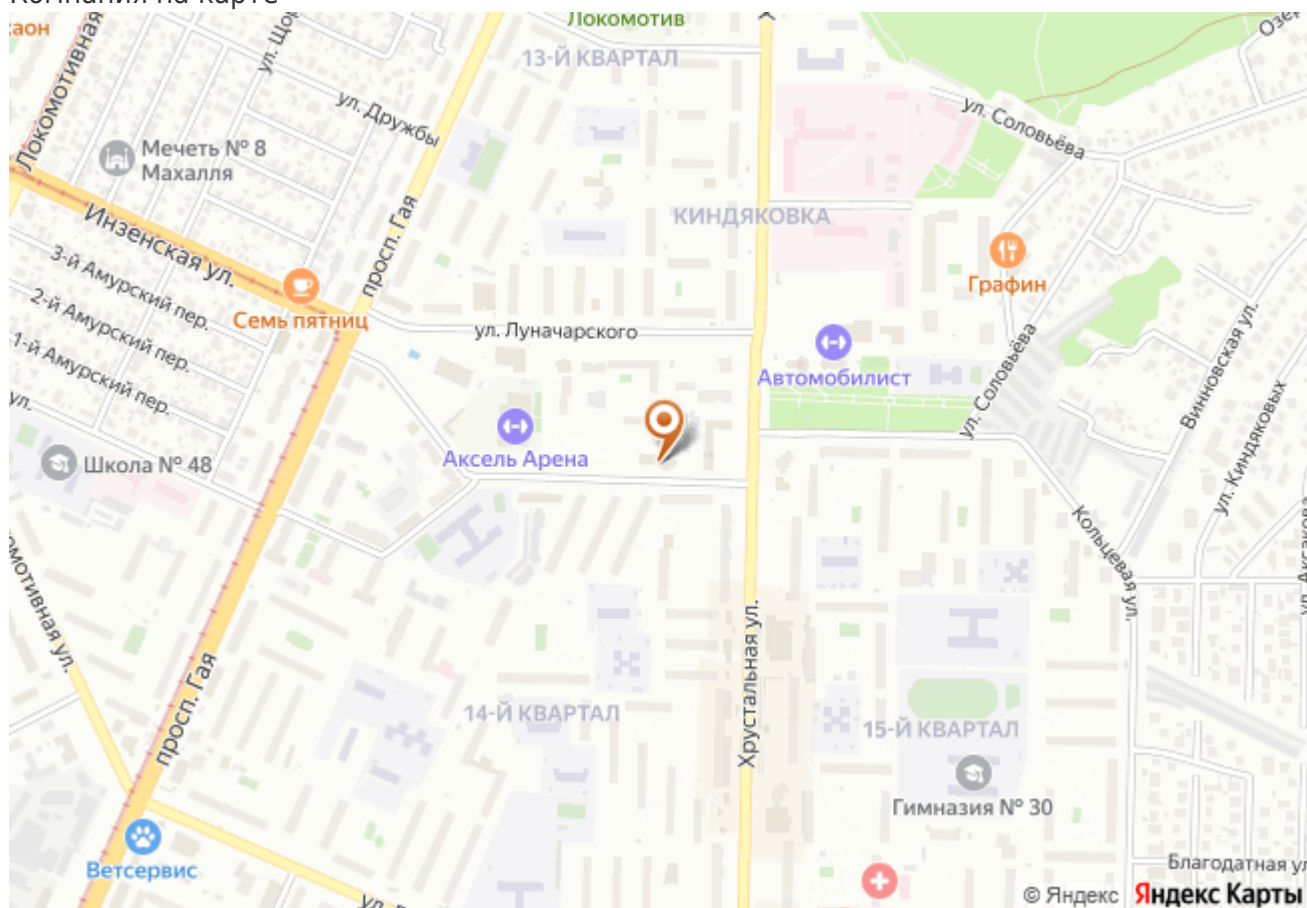 Компания на карте
Локомотив
13-Й КВАРТАЛ
Локомотивная
ул. Дружбы
ул. Соловьёва
Мечеть № 8
Махалля
просп. Гая
КИНДЯКОВКА
Инзенская ул.
3-й Амурский пер.
Графин
2-й Амурский пер.
Семь пятниц
ул. Луначарского
1-й Амурский пер.
Автомобилист
ул. Соловьёва
Винновская ул.
ул. Киндяковых
ул.
Школа № 48
Аксель Арена
Кольцевая ул.
Хрустальная ул.
просп. Гая
14-Й КВАРТАЛ
15-Й КВАРТАЛ
Гимназия № 30
Ветсервис
Благодатная ул
© Яндекс Яндекс Карты